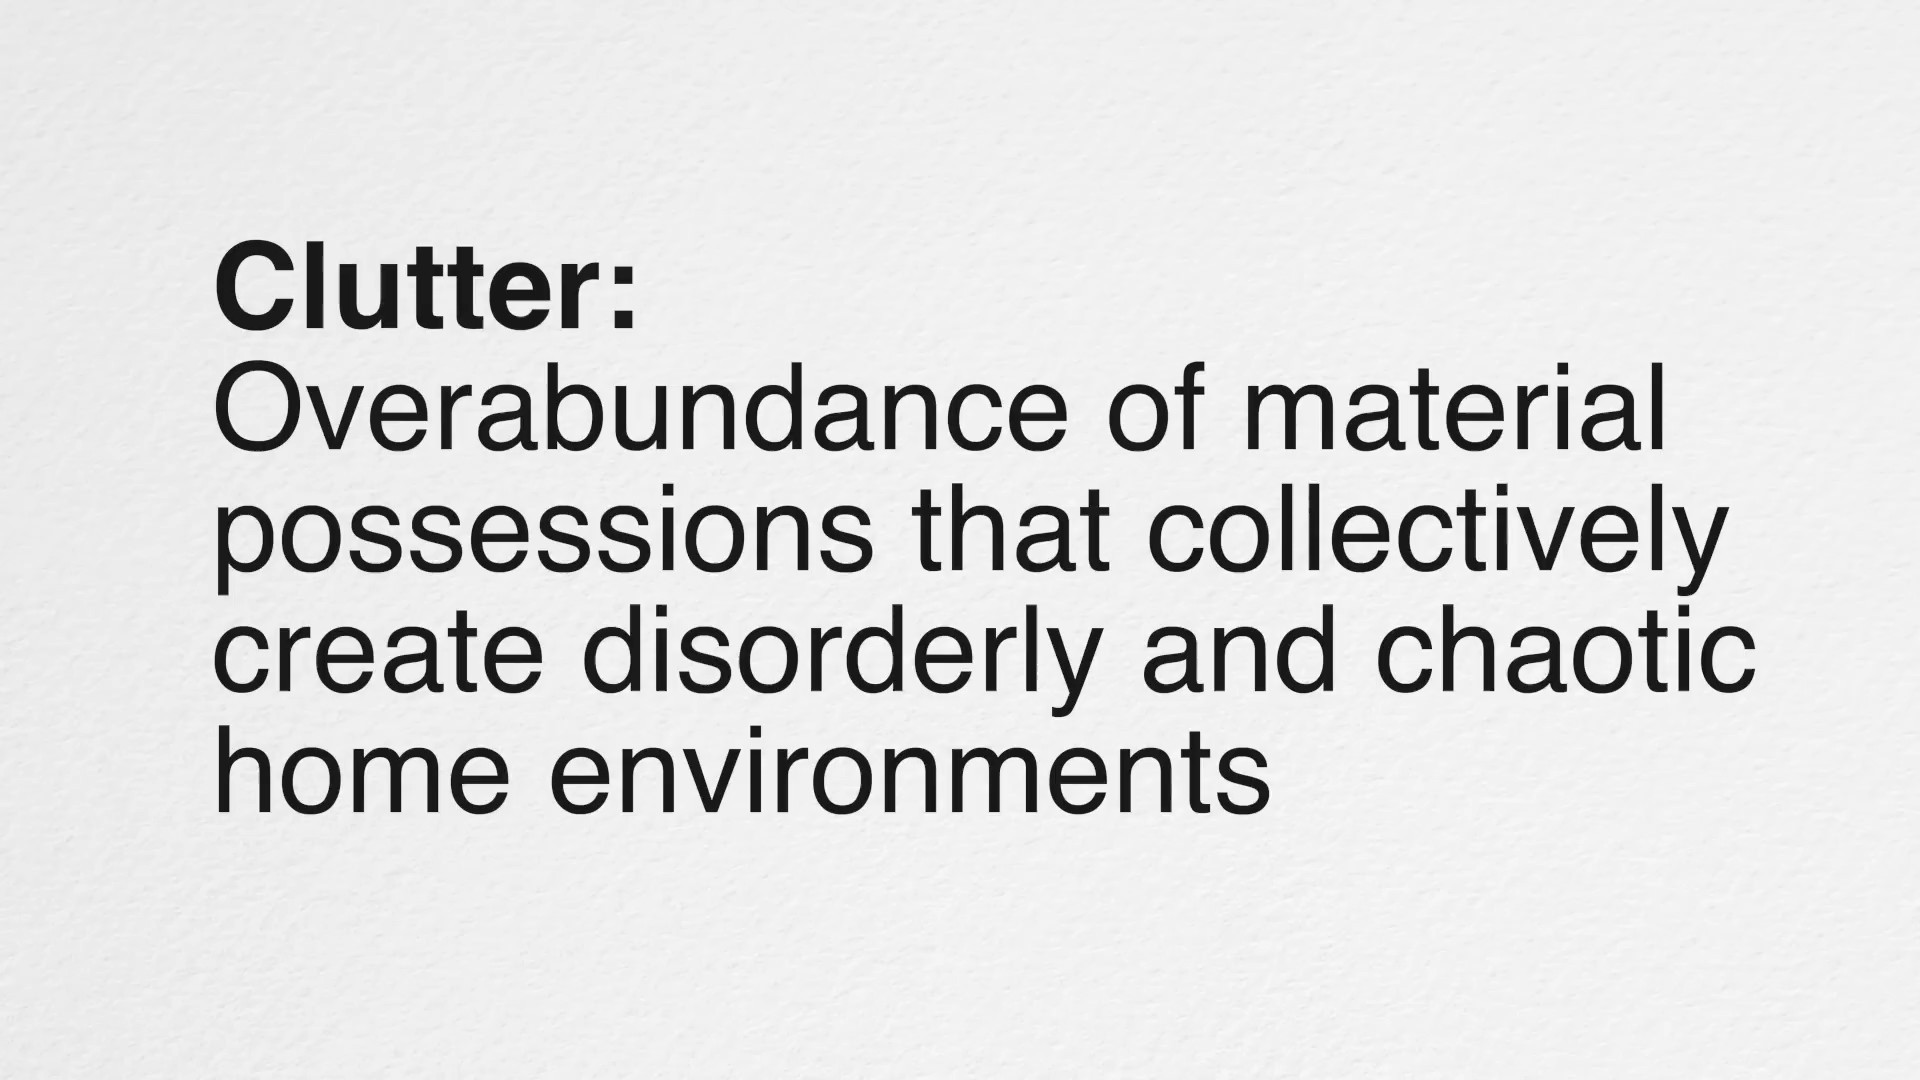 Clutter:
Overabundance of material
possessions that collectively
create disorderly and chaotic
home environments